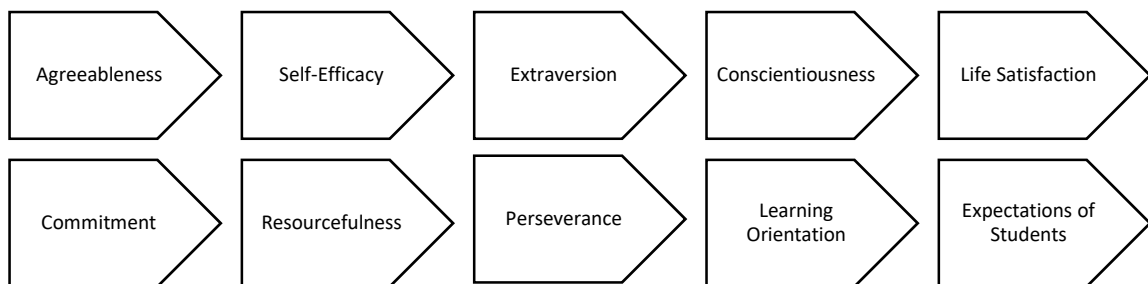 Agreeableness
Self-Efficacy
Extraversion
Conscientiousness
Life Satisfaction
Commitment
Resourcefulness
Perseverance
Learning
Orientation
Expectations of
Students